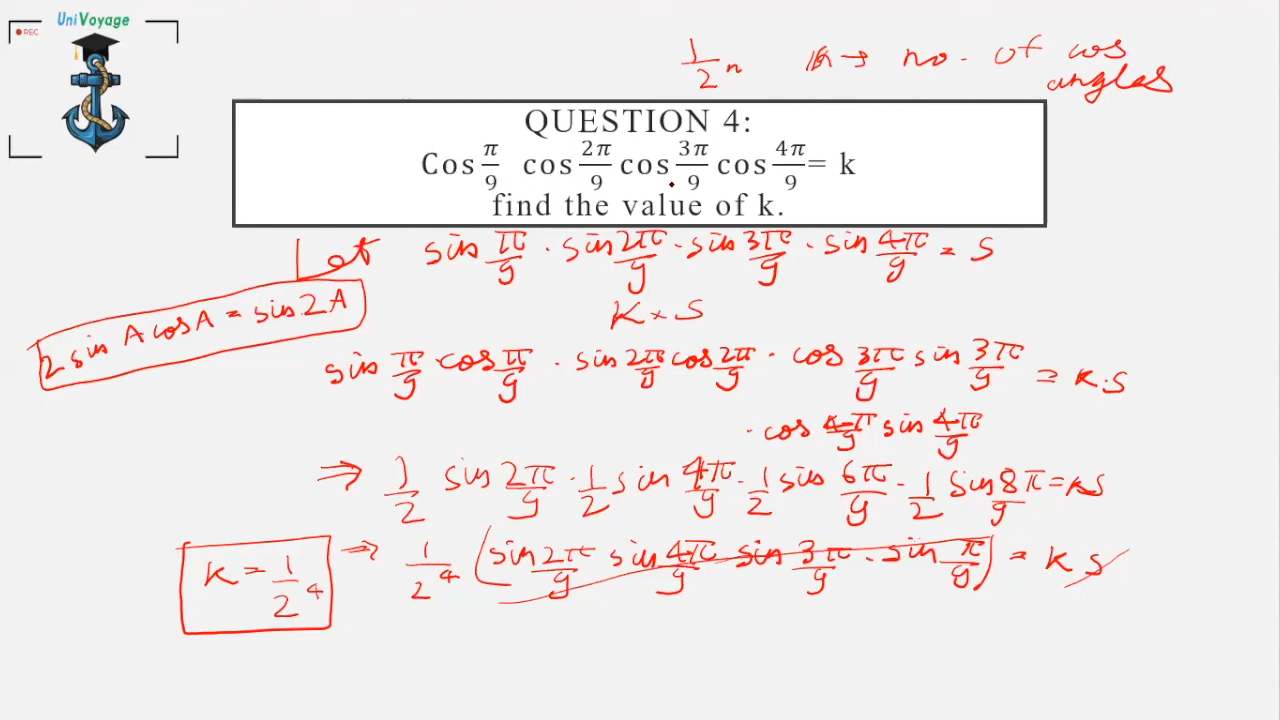 UniVoyage
REC
1/2ⁿ n → no. of cos angles
QUESTION 4:
Cos π/9 cos 2π/9 cos 3π/9 cos 4π/9 = k
find the value of k.
Let sin π/9 · sin 2π/9 · sin 3π/9 · sin 4π/9 = S
2 sin A cos A = sin 2A
K × S
sin π/9 · cos π/9 · sin 2π/9 cos 2π/9 · cos 3π/9 sin 3π/9 = K.S
· cos 4π/9 sin 4π/9
⇒ 1/2 sin 2π/9 · 1/2 sin 4π/9 · 1/2 sin 6π/9 · 1/2 sin 8π/9 = KS
⇒ 1/2⁴ (sin 2π/9 sin 4π/9 sin 3π/9 · sin π/9) = K S
K = 1/2⁴